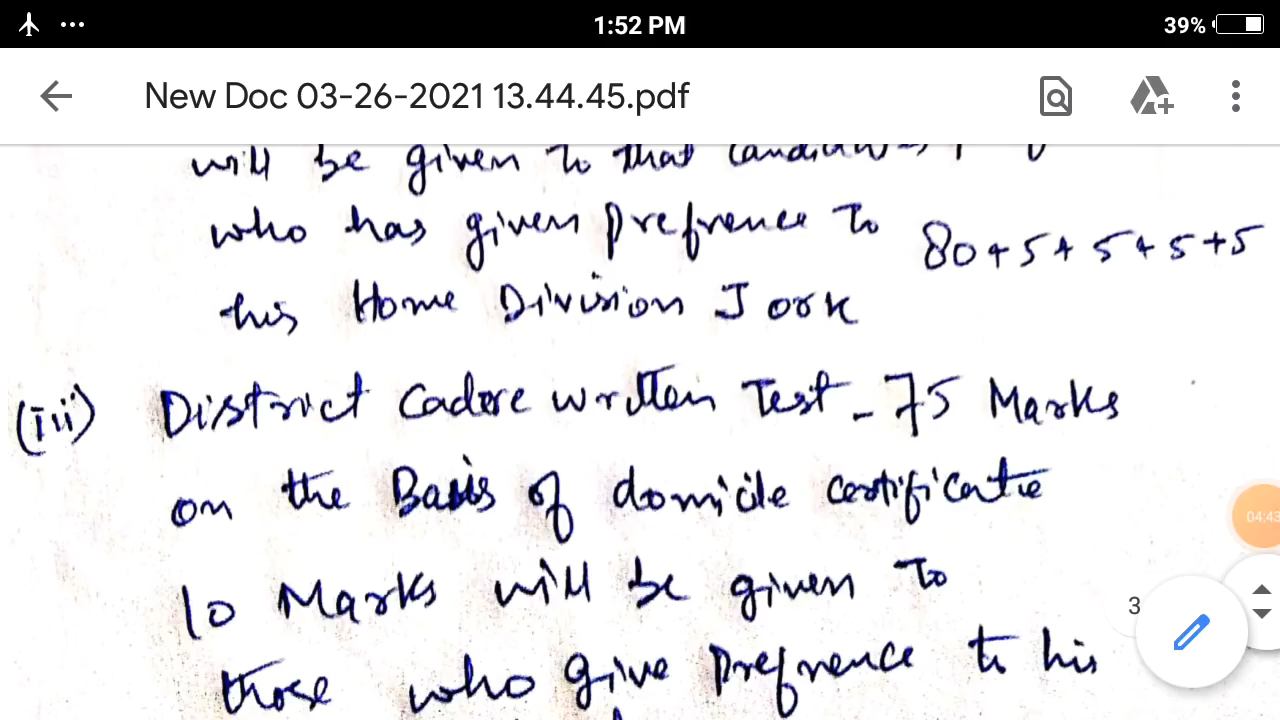 1:52 PM
39%
New Doc 03-26-2021 13.44.45.pdf
will be given to that
who has given Prefrence To
80+5+5+5+5
his Home Division J or K
(iii) District Cadre written Test - 75 Marks
on the Basis of domicile certificate
10 Marks will be given To
those who give Prefrence to his
04:43
3